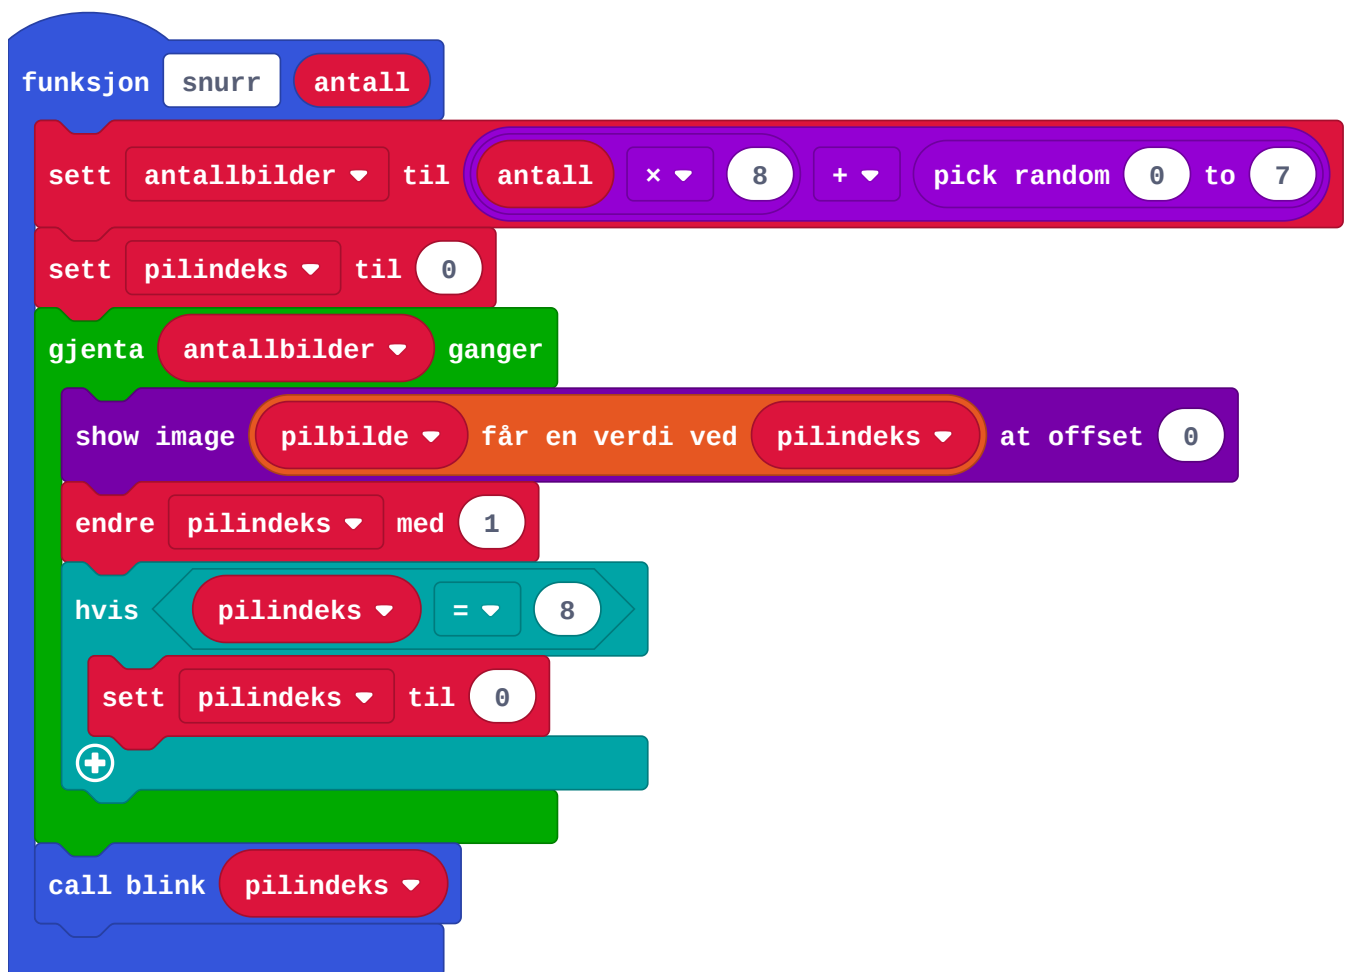 funksjon snurr antall
sett antallbilder til antall × 8 + pick random 0 to 7
sett pilindeks til 0
gjenta antallbilder ganger
show image pilbilde får en verdi ved pilindeks at offset 0
endre pilindeks med 1
hvis pilindeks = 8
sett pilindeks til 0
call blink pilindeks